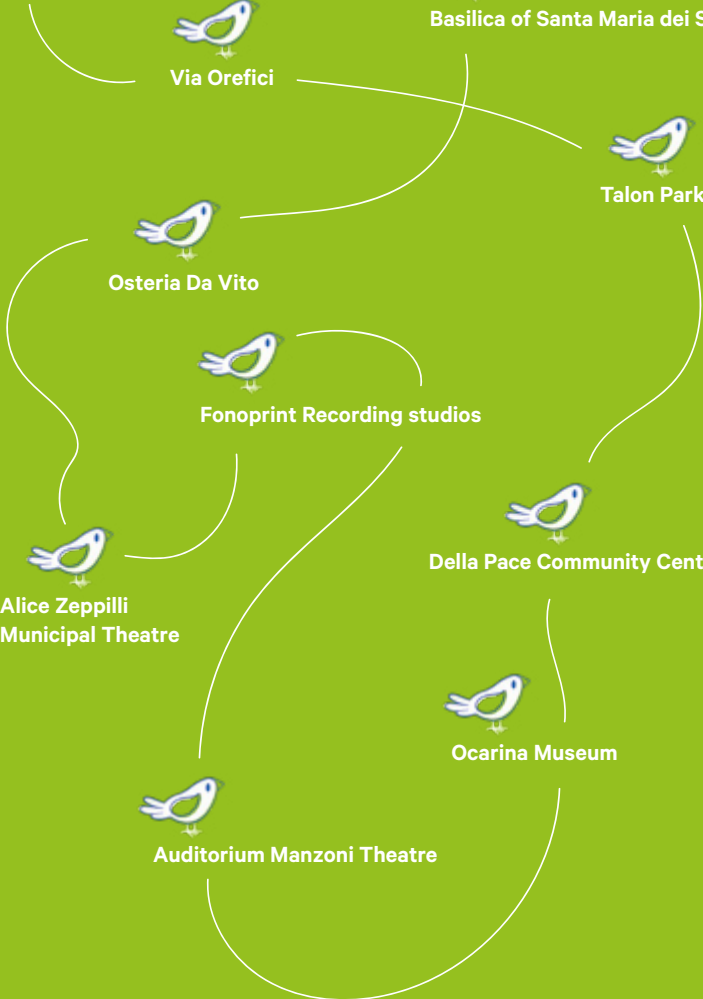 Basilica of Santa Maria dei
Via Orefici
Talon Park
Osteria Da Vito
Fonoprint Recording studios
Della Pace Community
Alice Zeppilli
Municipal Theatre
Ocarina Museum
Auditorium Manzoni Theatre